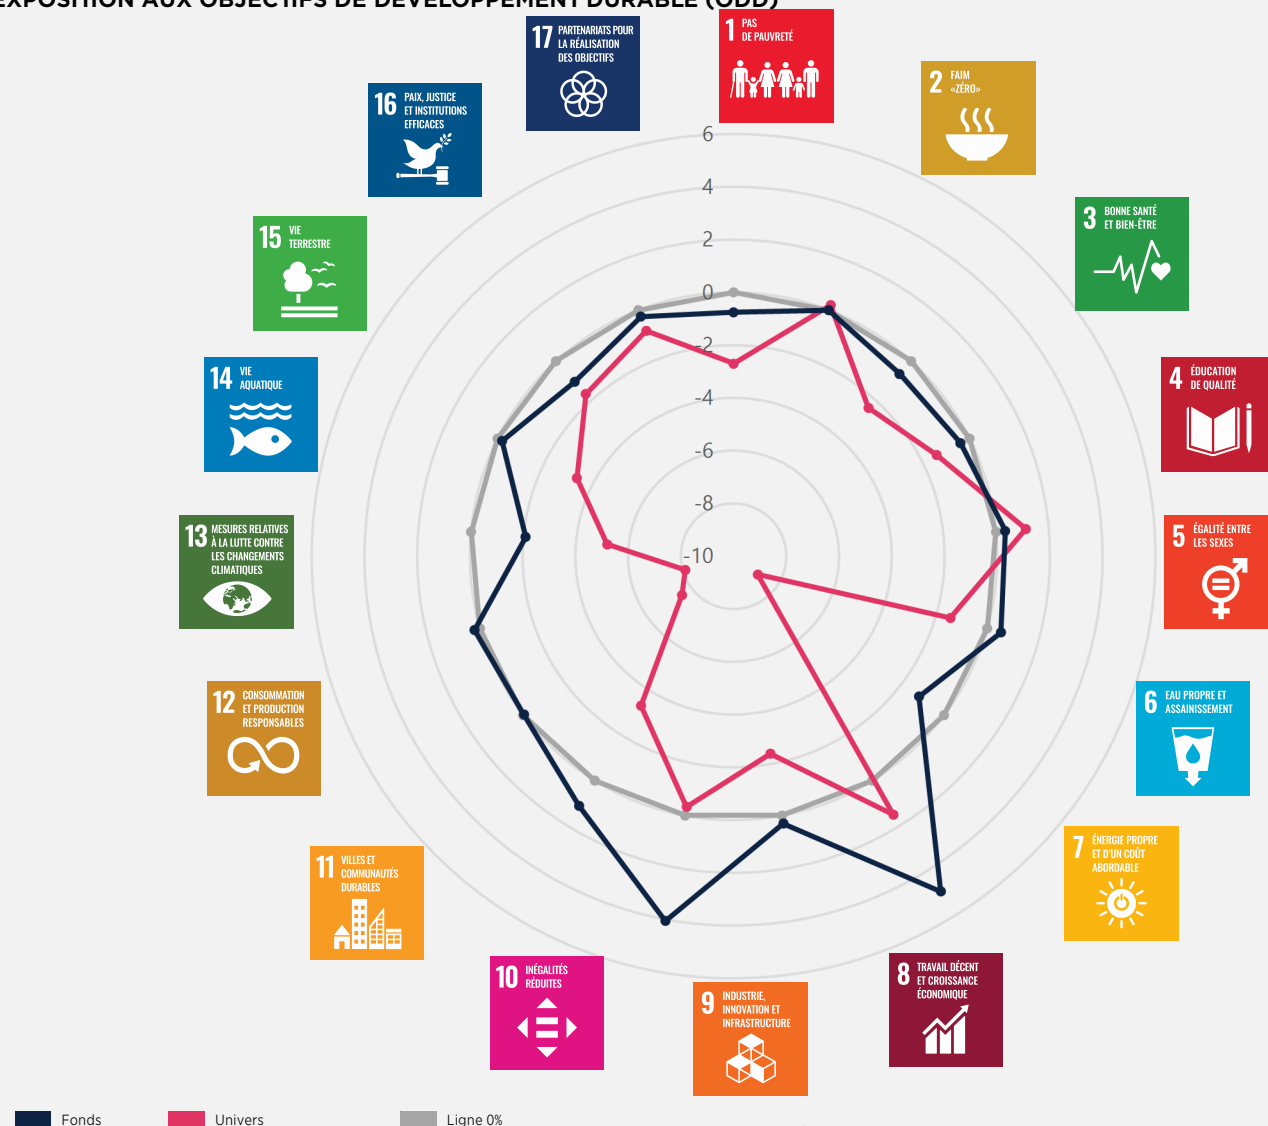 EXPOSITION AUX OBJECTIFS DE DÉVELOPPEMENT DURABLE (ODD)
17 PARTENARIATS POUR
LA RÉALISATION
DES OBJECTIFS
1 PAS
DE PAUVRETÉ
2 FAIM
«ZÉRO»
16 PAIX, JUSTICE
ET INSTITUTIONS
EFFICACES
3 BONNE SANTÉ
ET BIEN-ÊTRE
15 VIE
TERRESTRE
4 ÉDUCATION
DE QUALITÉ
14 VIE
AQUATIQUE
5 ÉGALITÉ ENTRE
LES SEXES
13 MESURES RELATIVES
À LA LUTTE CONTRE
LES CHANGEMENTS
CLIMATIQUES
6 EAU PROPRE ET
ASSAINISSEMENT
12 CONSOMMATION
ET PRODUCTION
RESPONSABLES
7 ÉNERGIE PROPRE
ET D'UN COÛT
ABORDABLE
11 VILLES ET
COMMUNAUTÉS
DURABLES
8 TRAVAIL DÉCENT
ET CROISSANCE
ÉCONOMIQUE
10 INÉGALITÉS
RÉDUITES
9 INDUSTRIE,
INNOVATION ET
INFRASTRUCTURE
6
4
2
0
-2
-4
-6
-8
-10
Fonds
Univers
Ligne 0%